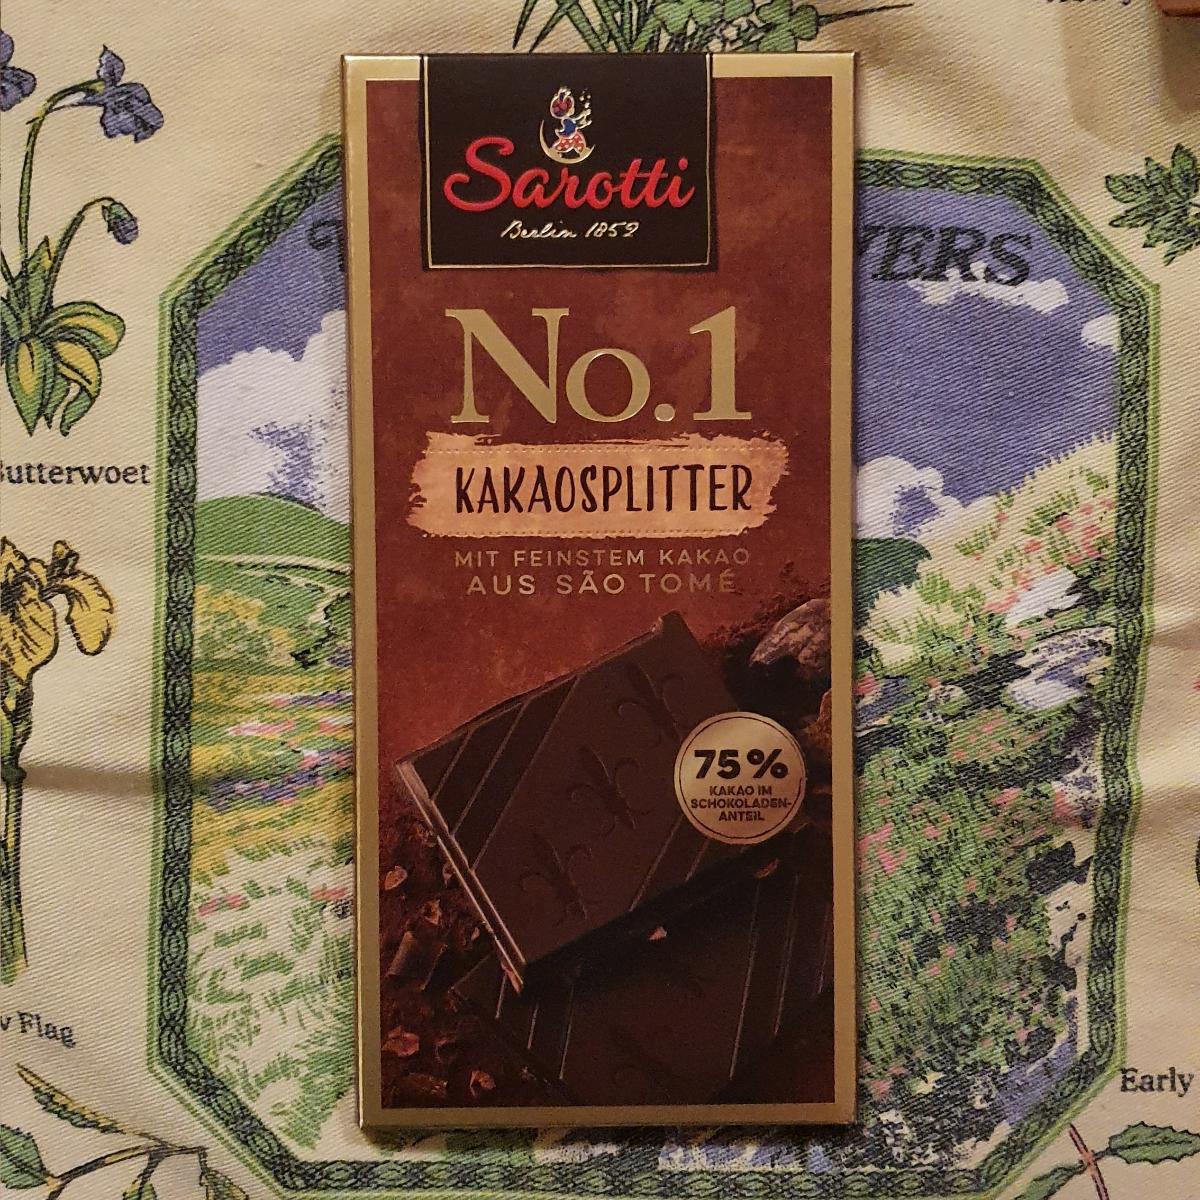 Sarotti
Berlin 1852
VERS
No.1
KAKAOSPLITTER
MIT FEINSTEM KAKAO
AUS SÃO TOMÉ
75%
KAKAO IM
SCHOKOLADEN-
ANTEIL
Butterwoet
w Flag
Early